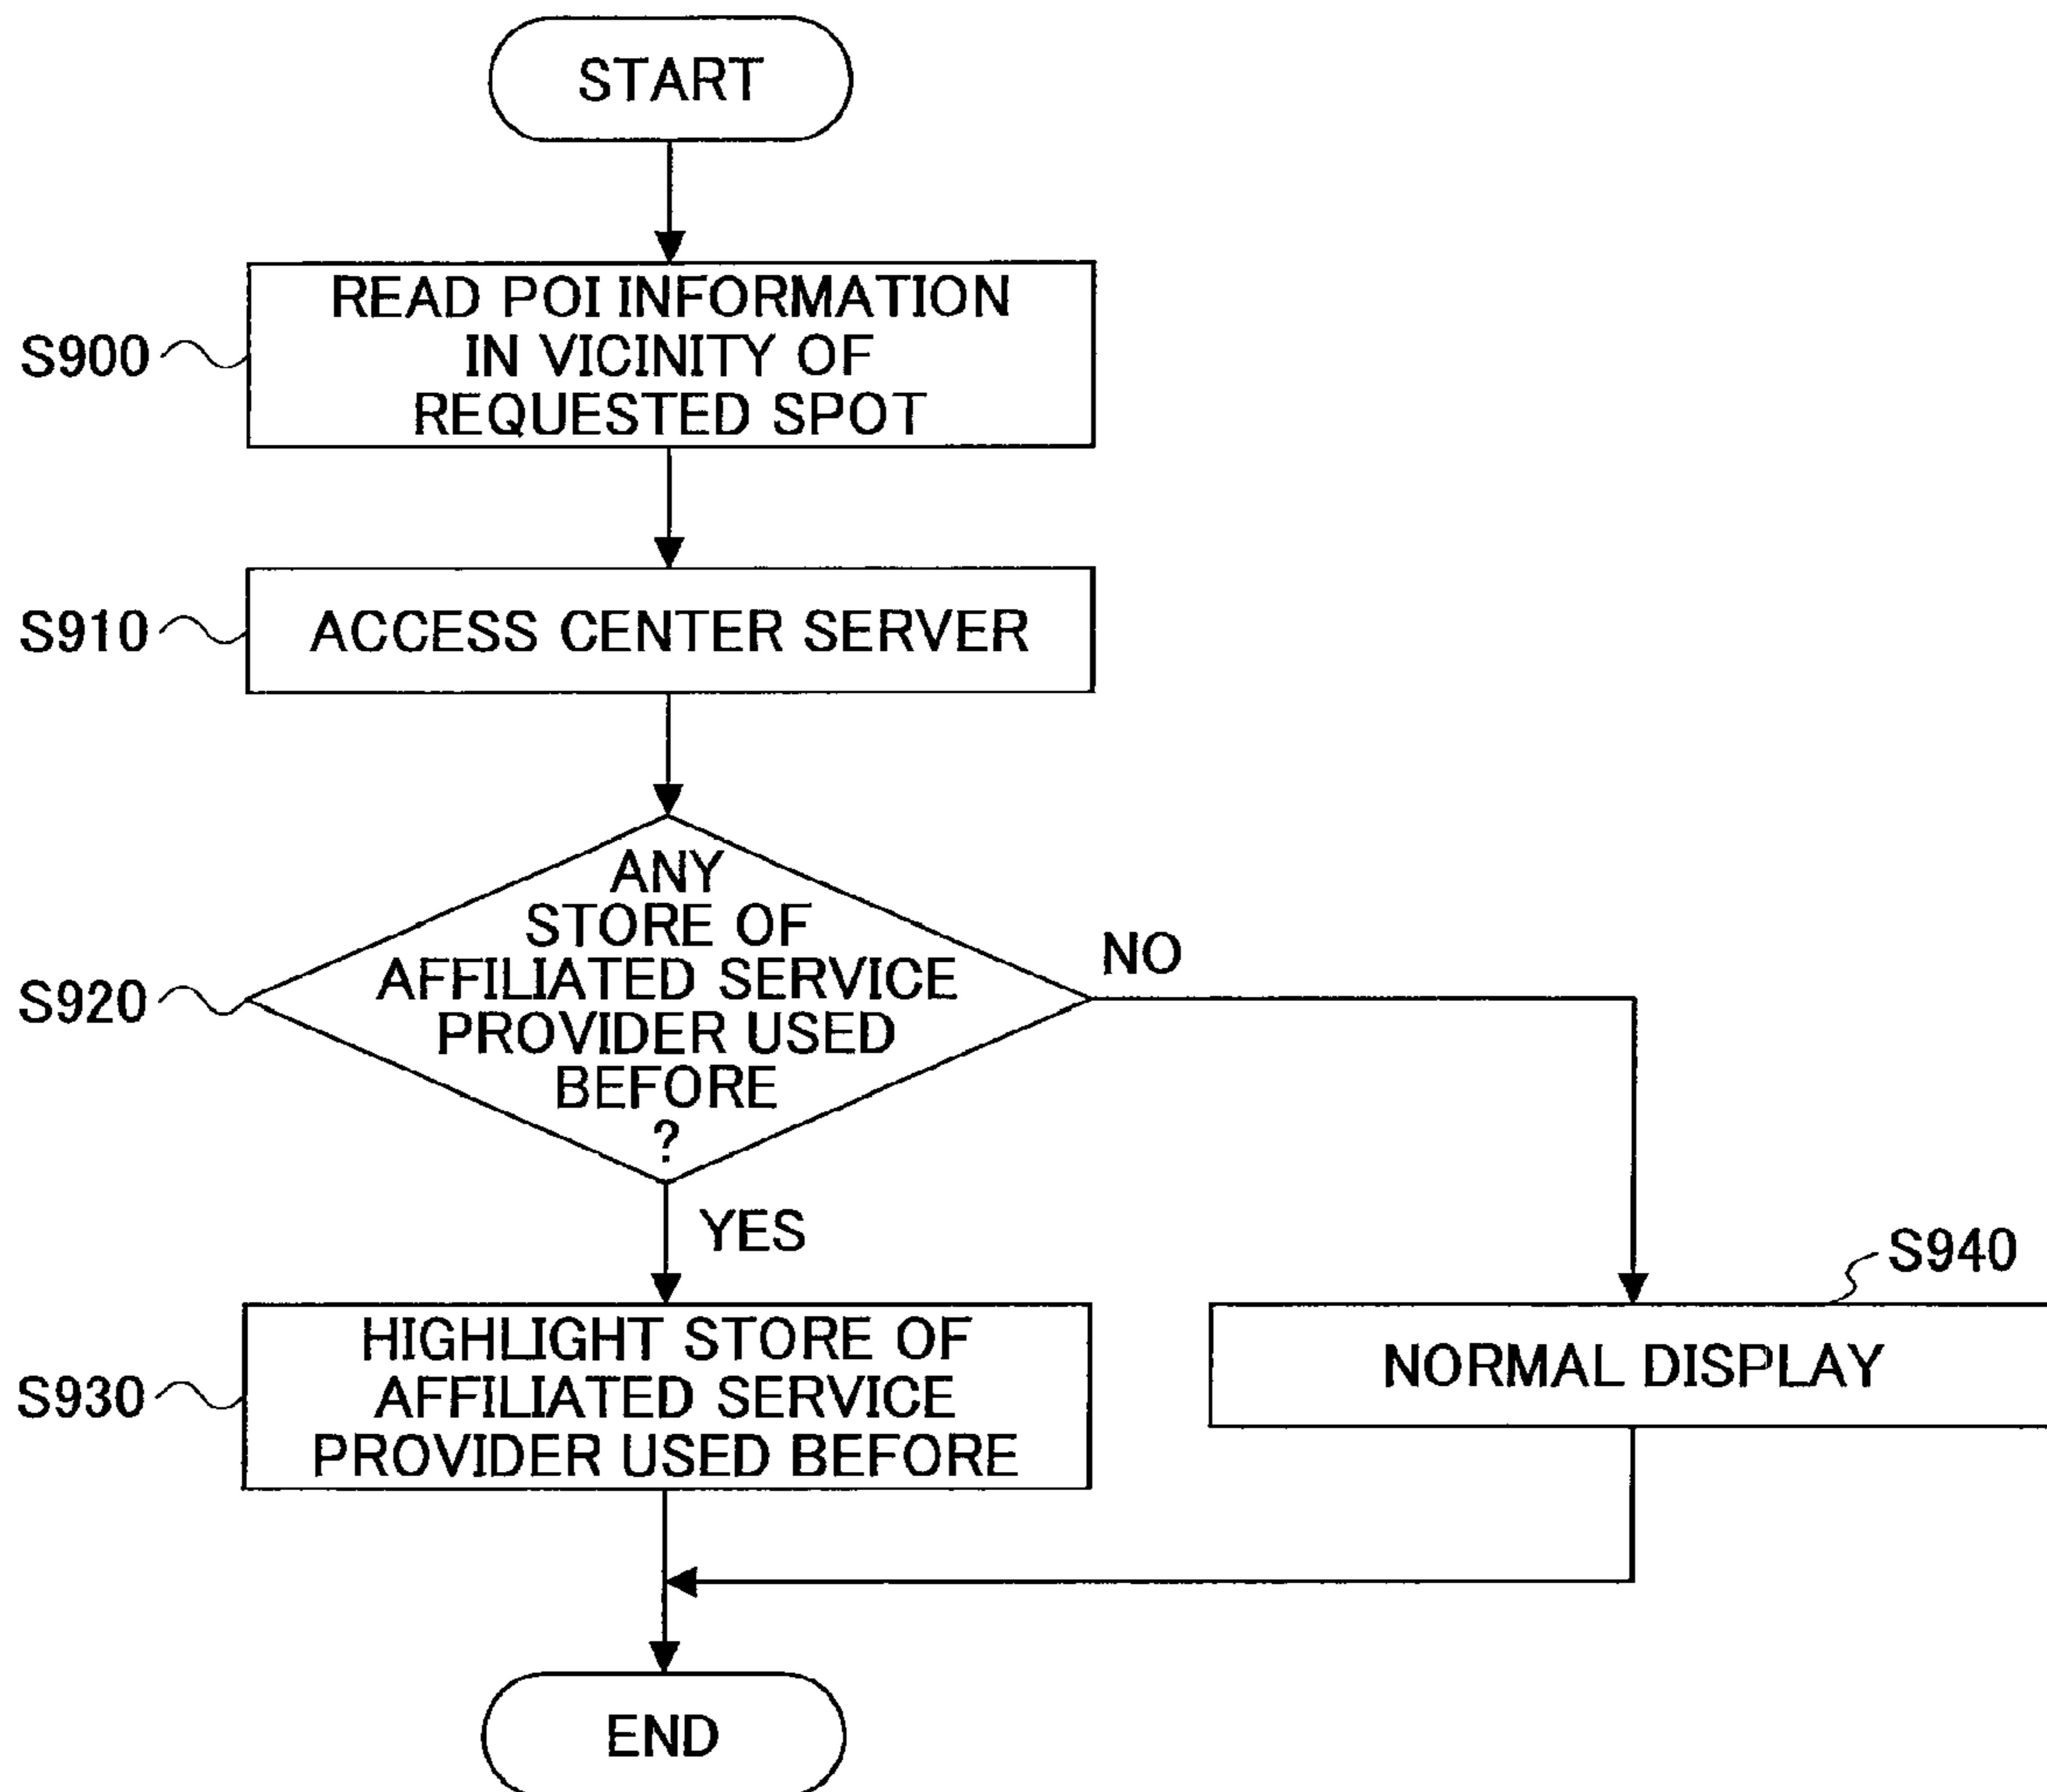 START
S900
READ POI INFORMATION
IN VICINITY OF
REQUESTED SPOT
S910
ACCESS CENTER SERVER
S920
ANY
STORE OF
AFFILIATED SERVICE
PROVIDER USED
BEFORE
?
NO
YES
S930
HIGHLIGHT STORE OF
AFFILIATED SERVICE
PROVIDER USED BEFORE
S940
NORMAL DISPLAY
END